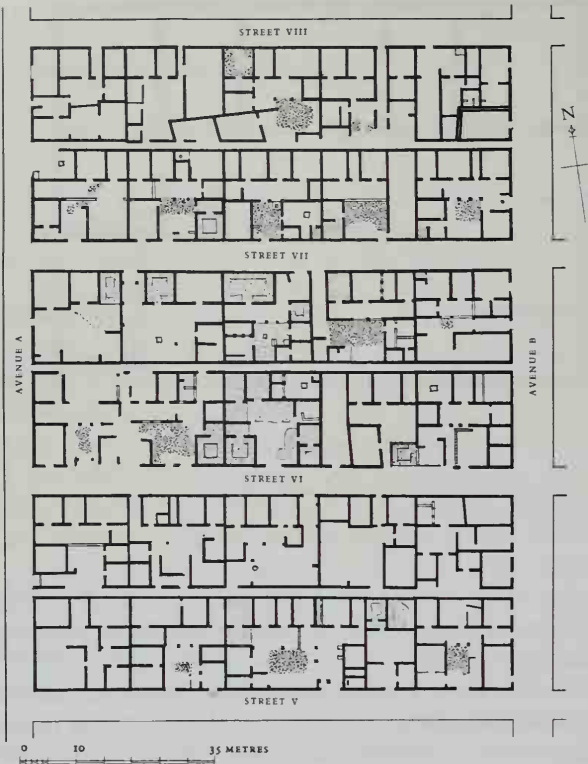 STREET VIII
N
STREET VII
AVENUE A
AVENUE B
STREET VI
STREET V
0 10 35 METRES